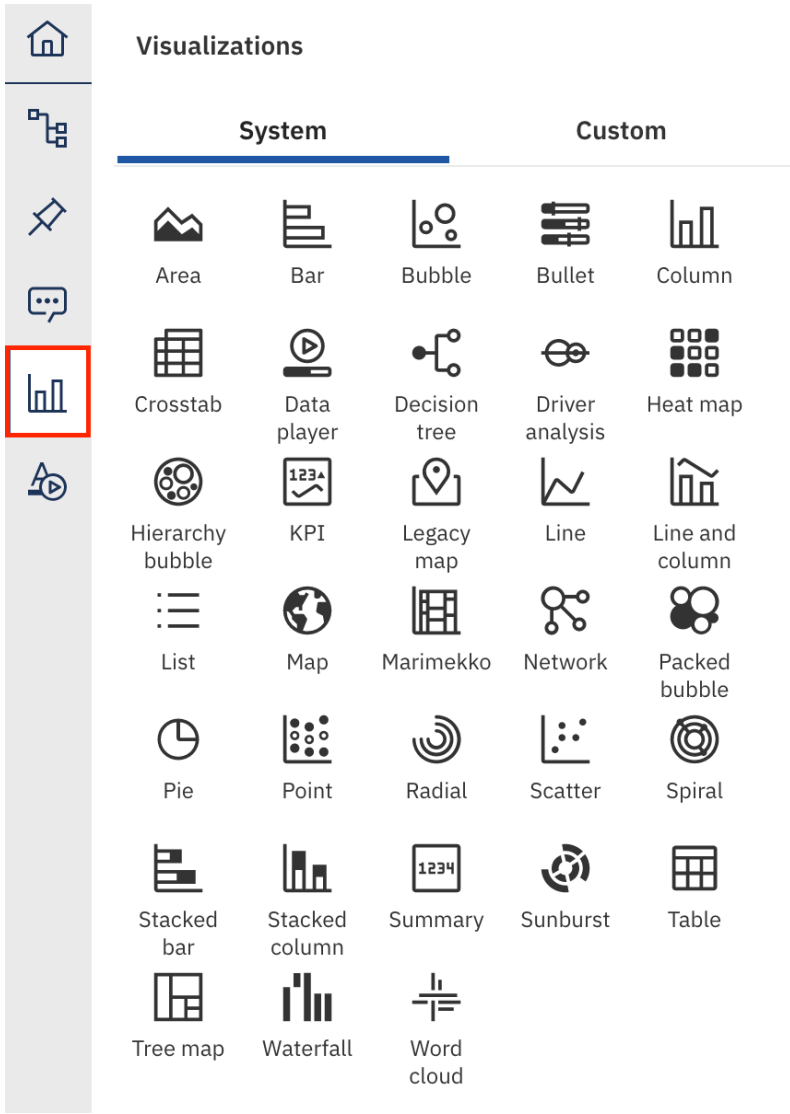 Visualizations
System Custom
Area Bar Bubble Bullet Column
Crosstab Data player Decision tree Driver analysis Heat map
123
Hierarchy bubble KPI Legacy map Line Line and column
List Map Marimekko Network Packed bubble
Pie Point Radial Scatter Spiral
1234
Stacked bar Stacked column Summary Sunburst Table
Tree map Waterfall Word cloud